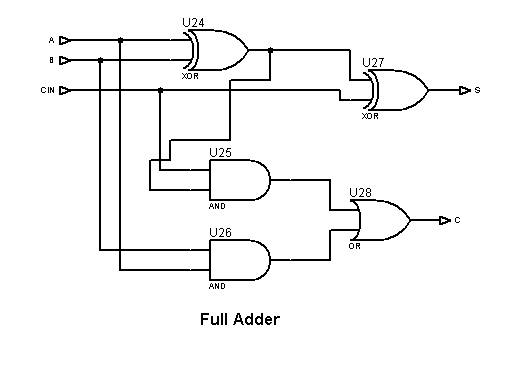 U24
A
B
XOR
CIN
U27
S
XOR
U25
AND
U28
C
OR
U26
AND
Full Adder